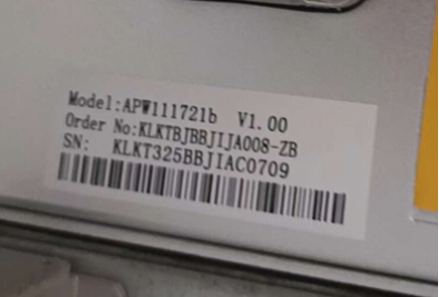 Model:APW111721b V1.00
Order No:KLKTBJBBJIJA008-ZB
SN: KLKT325BBJIAC0709